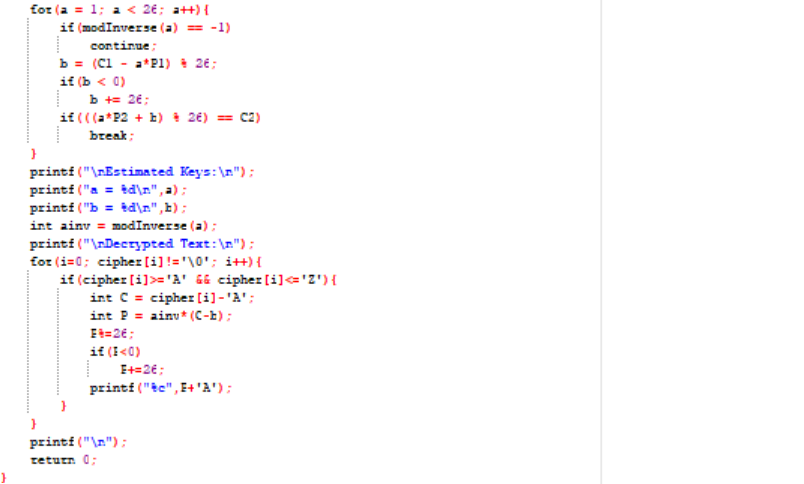 for(a = 1; a < 26; a++){
if(modInverse(a) == -1)
continue;
b = (C1 - a*P1) % 26;
if(b < 0)
b += 26;
if(((a*P2 + b) % 26) == C2)
break;
}
printf("\nEstimated Keys:\n");
printf("a = %d\n",a);
printf("b = %d\n",b);
int ainv = modInverse(a);
printf("\nDecrypted Text:\n");
for(i=0; cipher[i]!='\0'; i++){
if(cipher[i]>='A' && cipher[i]<='Z'){
int C = cipher[i]-'A';
int P = ainv*(C-b);
P%=26;
if(P<0)
P+=26;
printf("%c",P+'A');
}
}
printf("\n");
return 0;
}